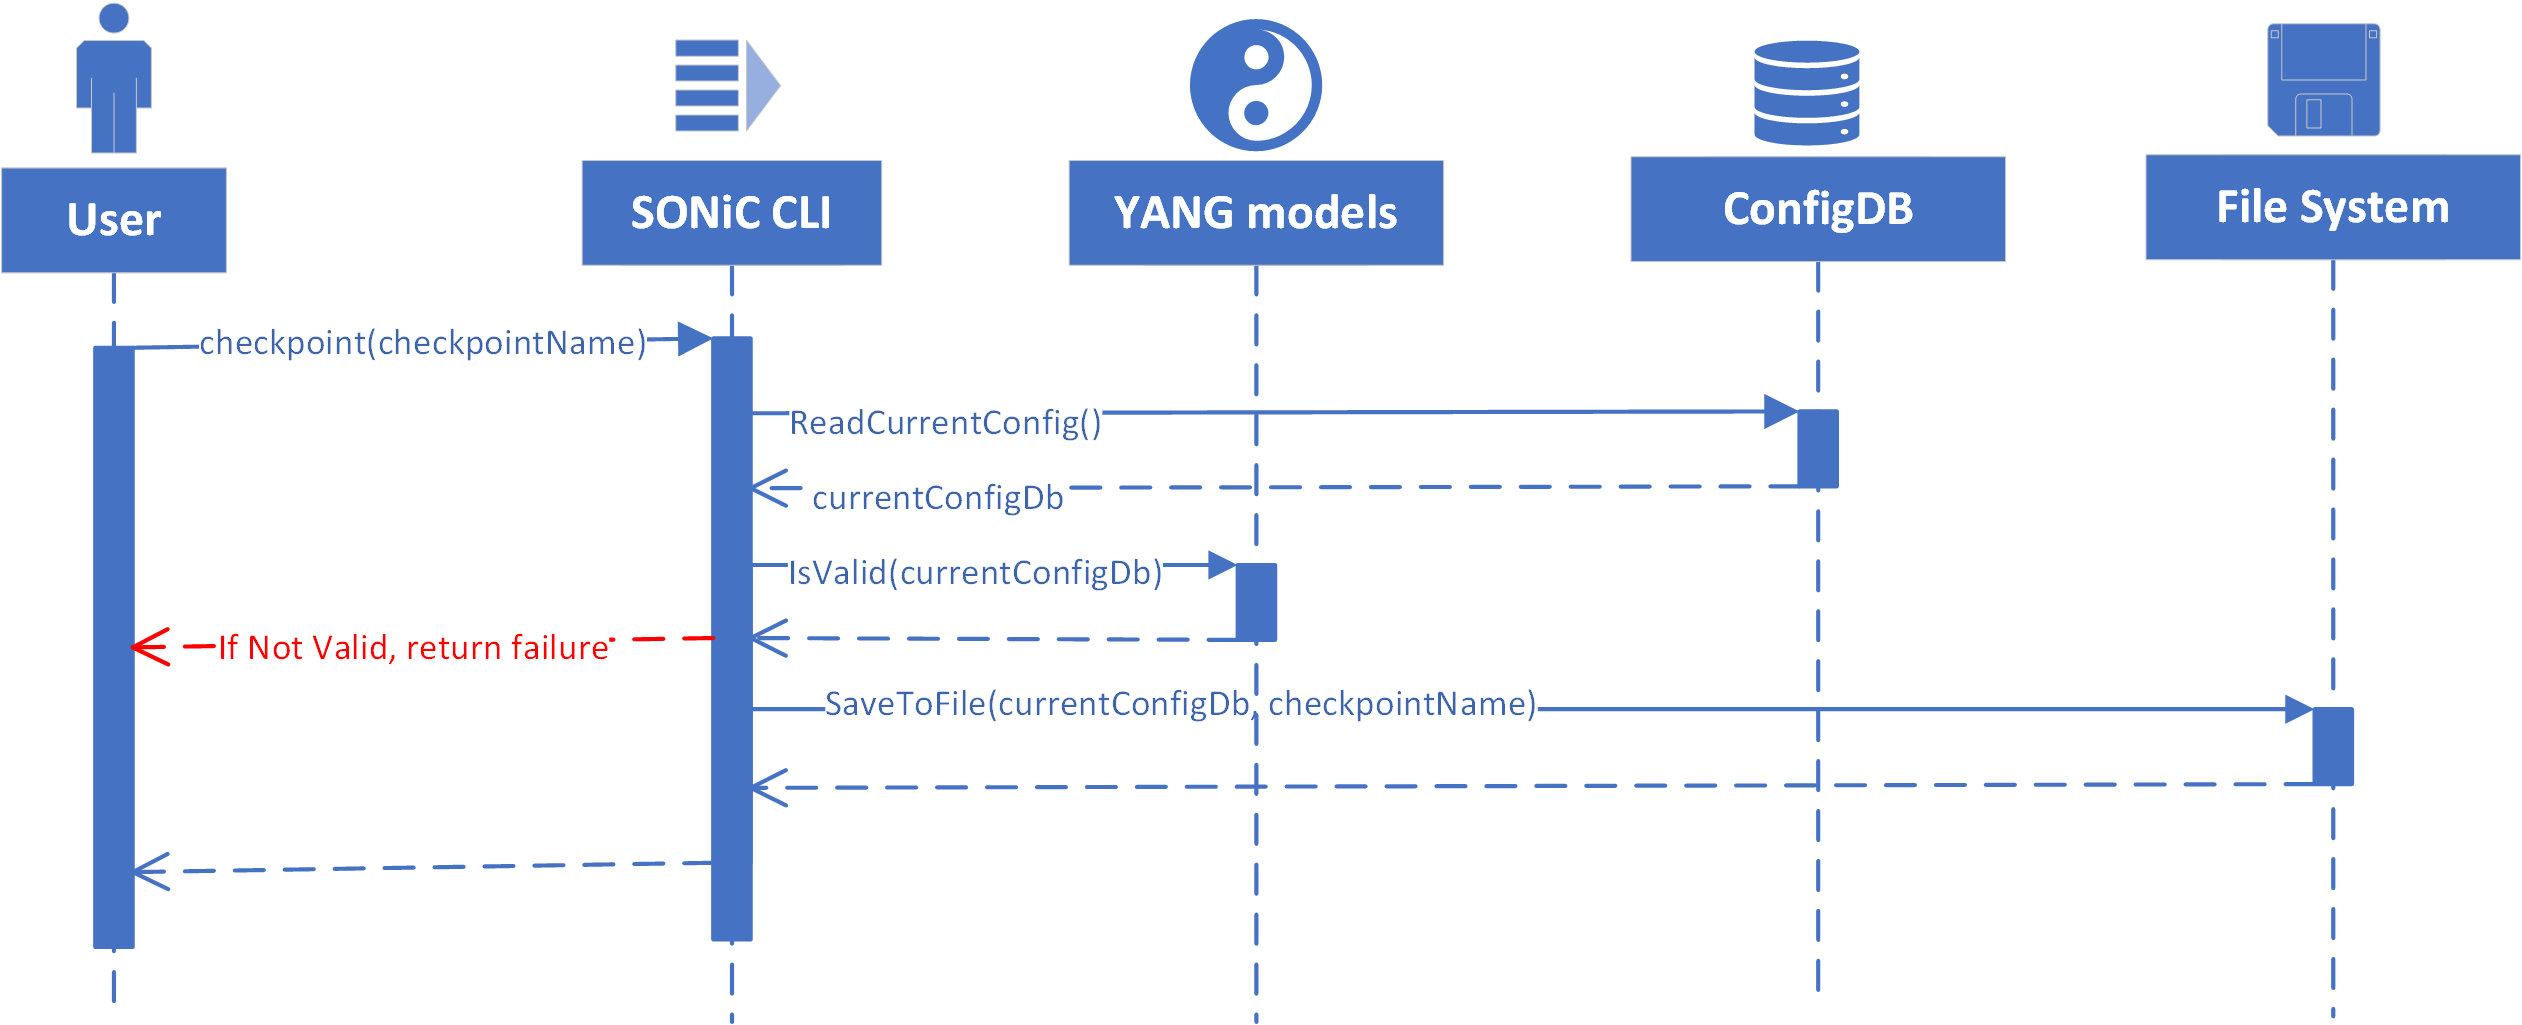 User
SONiC CLI
YANG models
ConfigDB
File System
checkpoint(checkpointName)
ReadCurrentConfig()
currentConfigDb
IsValid(currentConfigDb)
If Not Valid, return failure
SaveToFile(currentConfigDb, checkpointName)